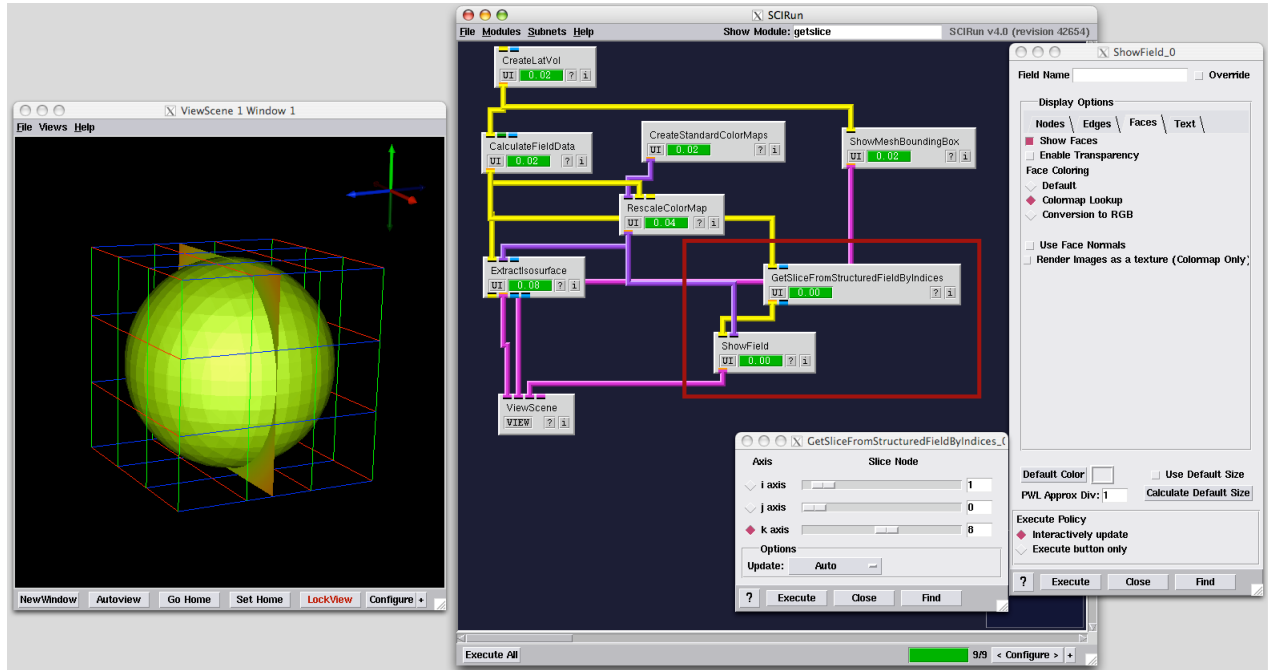 ViewScene 1 Window 1
File Views Help
NewWindow Autoview Go Home Set Home LockView Configure +
SCIRun
File Modules Subnets Help Show Module: getslice SCIRun v4.0 (revision 42654)
CreateLatVol
UI 0.02 ? i
CalculateFieldData
UI 0.02 ? i
CreateStandardColorMaps
UI 0.02 ? i
ShowMeshBoundingBox
UI 0.02 ? i
RescaleColorMap
UI 0.04 ? i
ExtractIsosurface
UI 0.08 ? i
GetSliceFromStructuredFieldByIndices
UI 0.00 ? i
ShowField
UI 0.00 ? i
ViewScene
VIEW ? i
Execute All 9/9 < Configure > +
GetSliceFromStructuredFieldByIndices_0
Axis Slice Node
i axis 1
j axis 0
k axis 8
Options
Update: Auto
? Execute Close Find
ShowField_0
Field Name Override
Display Options
Nodes \ Edges \ Faces \ Text \
Show Faces
Enable Transparency
Face Coloring
Default
Colormap Lookup
Conversion to RGB
Use Face Normals
Render Images as a texture (Colormap Only)
Default Color Use Default Size
PWL Approx Div: 1 Calculate Default Size
Execute Policy
Interactively update
Execute button only
? Execute Close Find